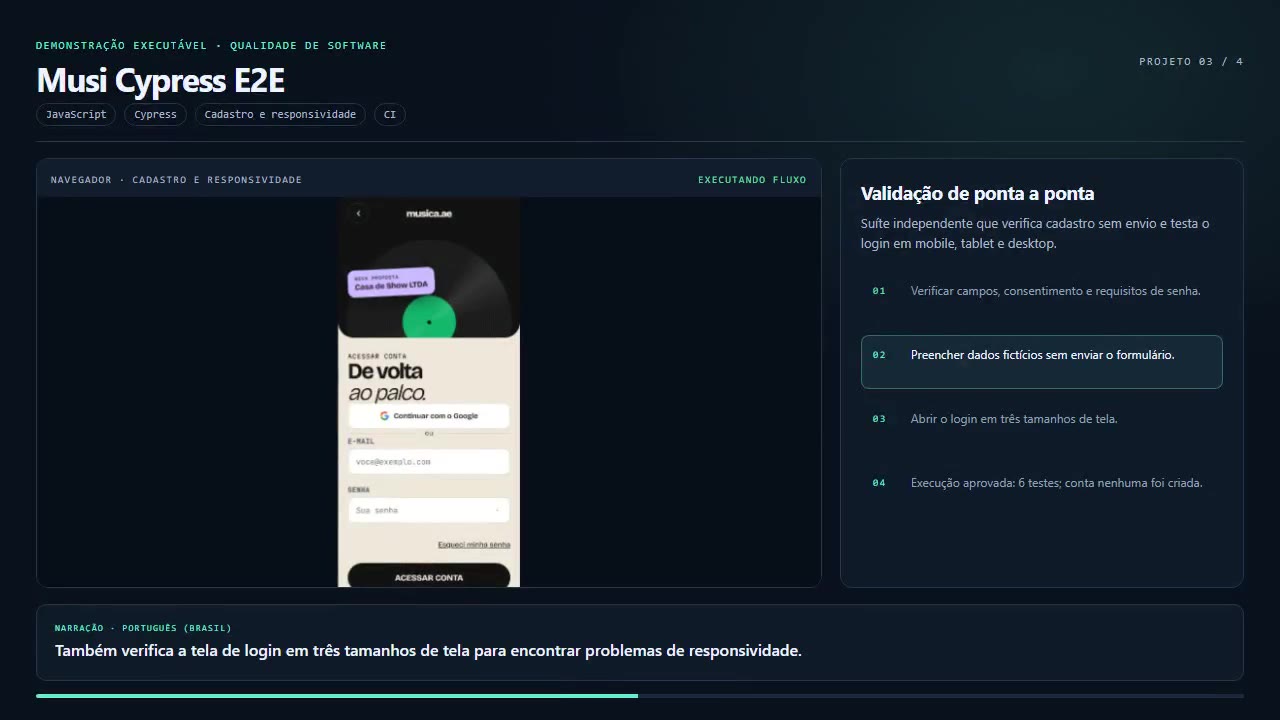 DEMONSTRAÇÃO EXECUTÁVEL · QUALIDADE DE SOFTWARE
Musi Cypress E2E
PROJETO 03 / 4
JavaScript
Cypress
Cadastro e responsividade
CI
NAVEGADOR · CADASTRO E RESPONSIVIDADE
EXECUTANDO FLUXO
musica.ae
NOVA PROPOSTA
Casa de Show LTDA
ACESSAR CONTA
De volta
ao palco.
Continuar com o Google
ou
E-MAIL
voce@exemplo.com
SENHA
Sua senha
Esqueci minha senha
ACESSAR CONTA
Validação de ponta a ponta
Suíte independente que verifica cadastro sem envio e testa o
login em mobile, tablet e desktop.
01 Verificar campos, consentimento e requisitos de senha.
02 Preencher dados fictícios sem enviar o formulário.
03 Abrir o login em três tamanhos de tela.
04 Execução aprovada: 6 testes; conta nenhuma foi criada.
NARRAÇÃO · PORTUGUÊS (BRASIL)
Também verifica a tela de login em três tamanhos de tela para encontrar problemas de responsividade.